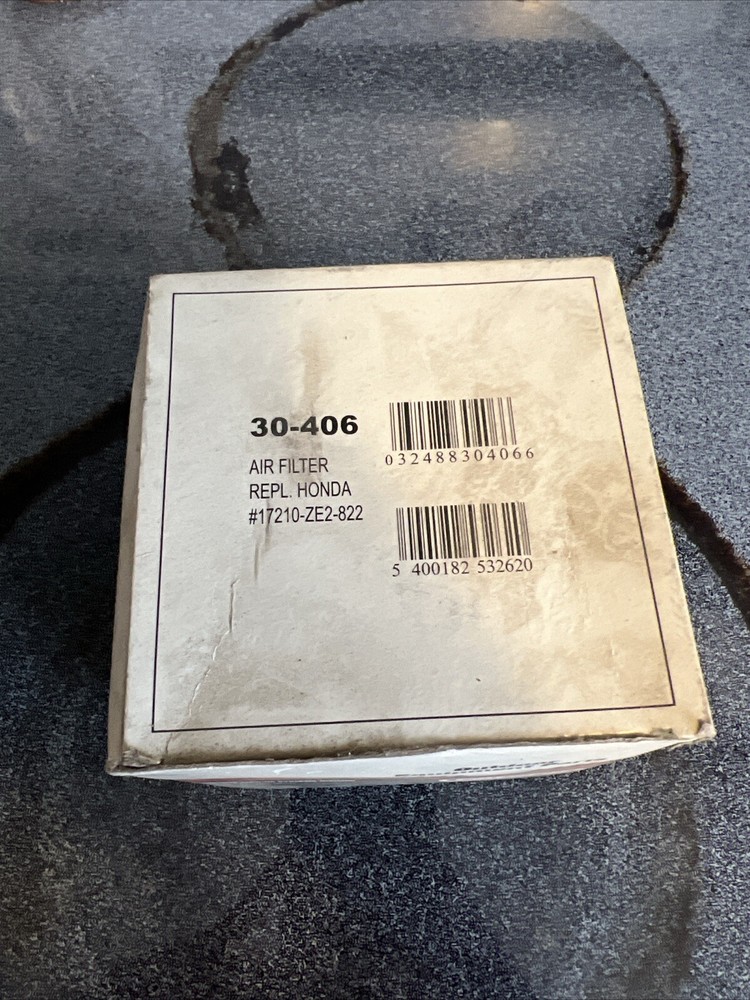 30-406
AIR FILTER
REPL. HONDA
#17210-ZE2-822
032488304066
5 400182 532620